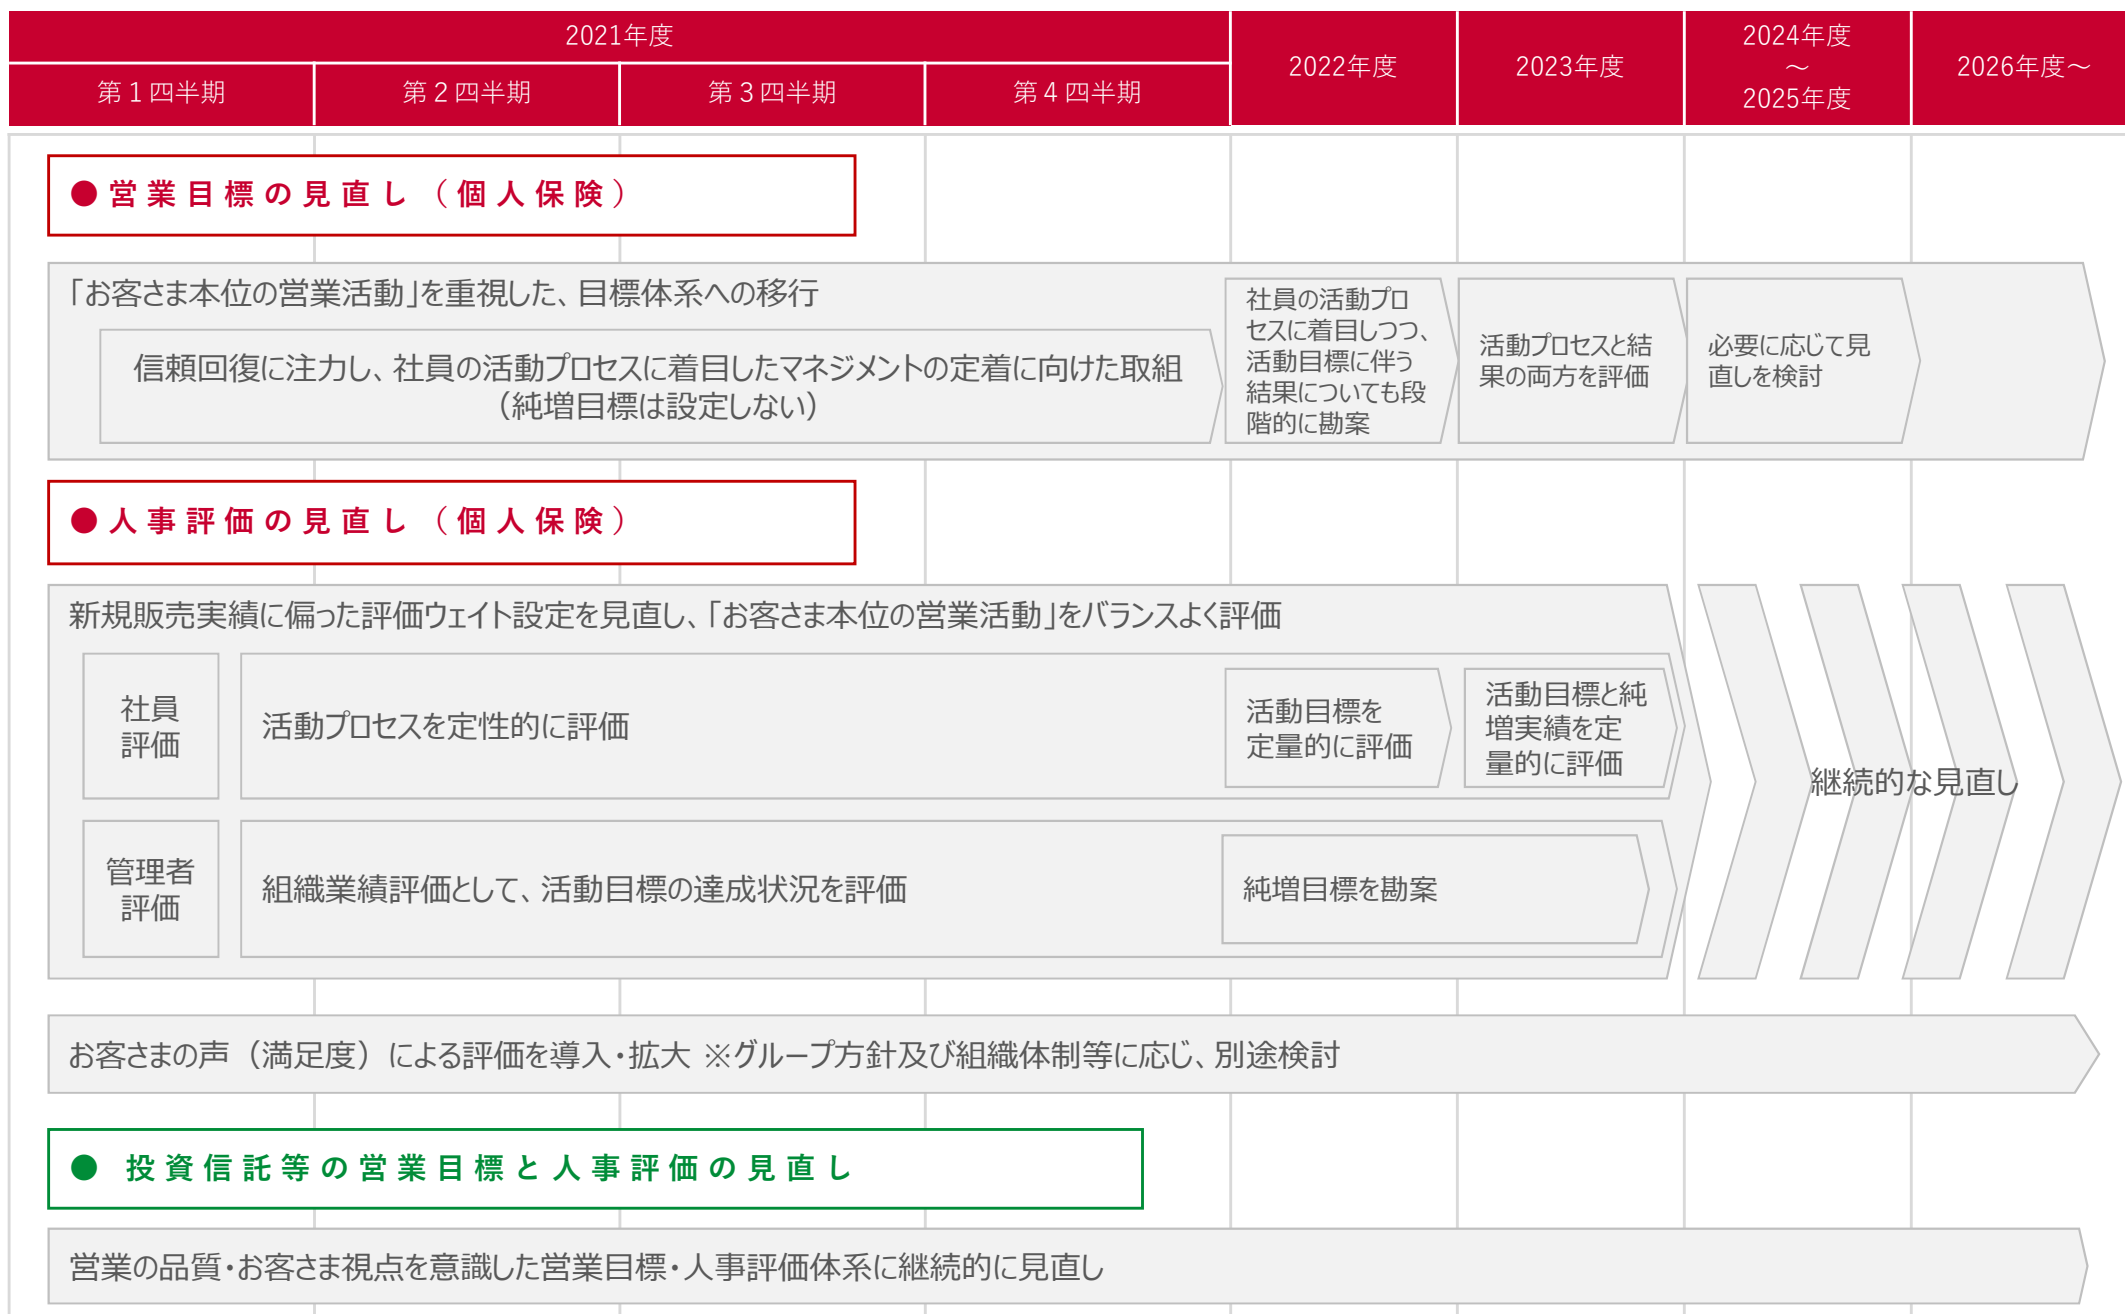 2021年度
2022年度
2023年度
2024年度
～
2025年度
2026年度～
第１四半期
第２四半期
第３四半期
第４四半期
●営業目標の見直し（個人保険）
「お客さま本位の営業活動」を重視した、目標体系への移行
信頼回復に注力し、社員の活動プロセスに着目したマネジメントの定着に向けた取組
（純増目標は設定しない）
社員の活動プロ
セスに着目しつつ、
活動目標に伴う
結果についても段
階的に勘案
活動プロセスと結
果の両方を評価
必要に応じて見
直しを検討
●人事評価の見直し（個人保険）
新規販売実績に偏った評価ウェイト設定を見直し、「お客さま本位の営業活動」をバランスよく評価
社員
評価
活動プロセスを定性的に評価
活動目標を
定量的に評価
活動目標と純
増実績を定
量的に評価
継続的な見直し
管理者
評価
組織業績評価として、活動目標の達成状況を評価
純増目標を勘案
お客さまの声（満足度）による評価を導入・拡大 ※グループ方針及び組織体制等に応じ、別途検討
● 投資信託等の営業目標と人事評価の見直し
営業の品質・お客さま視点を意識した営業目標・人事評価体系に継続的に見直し